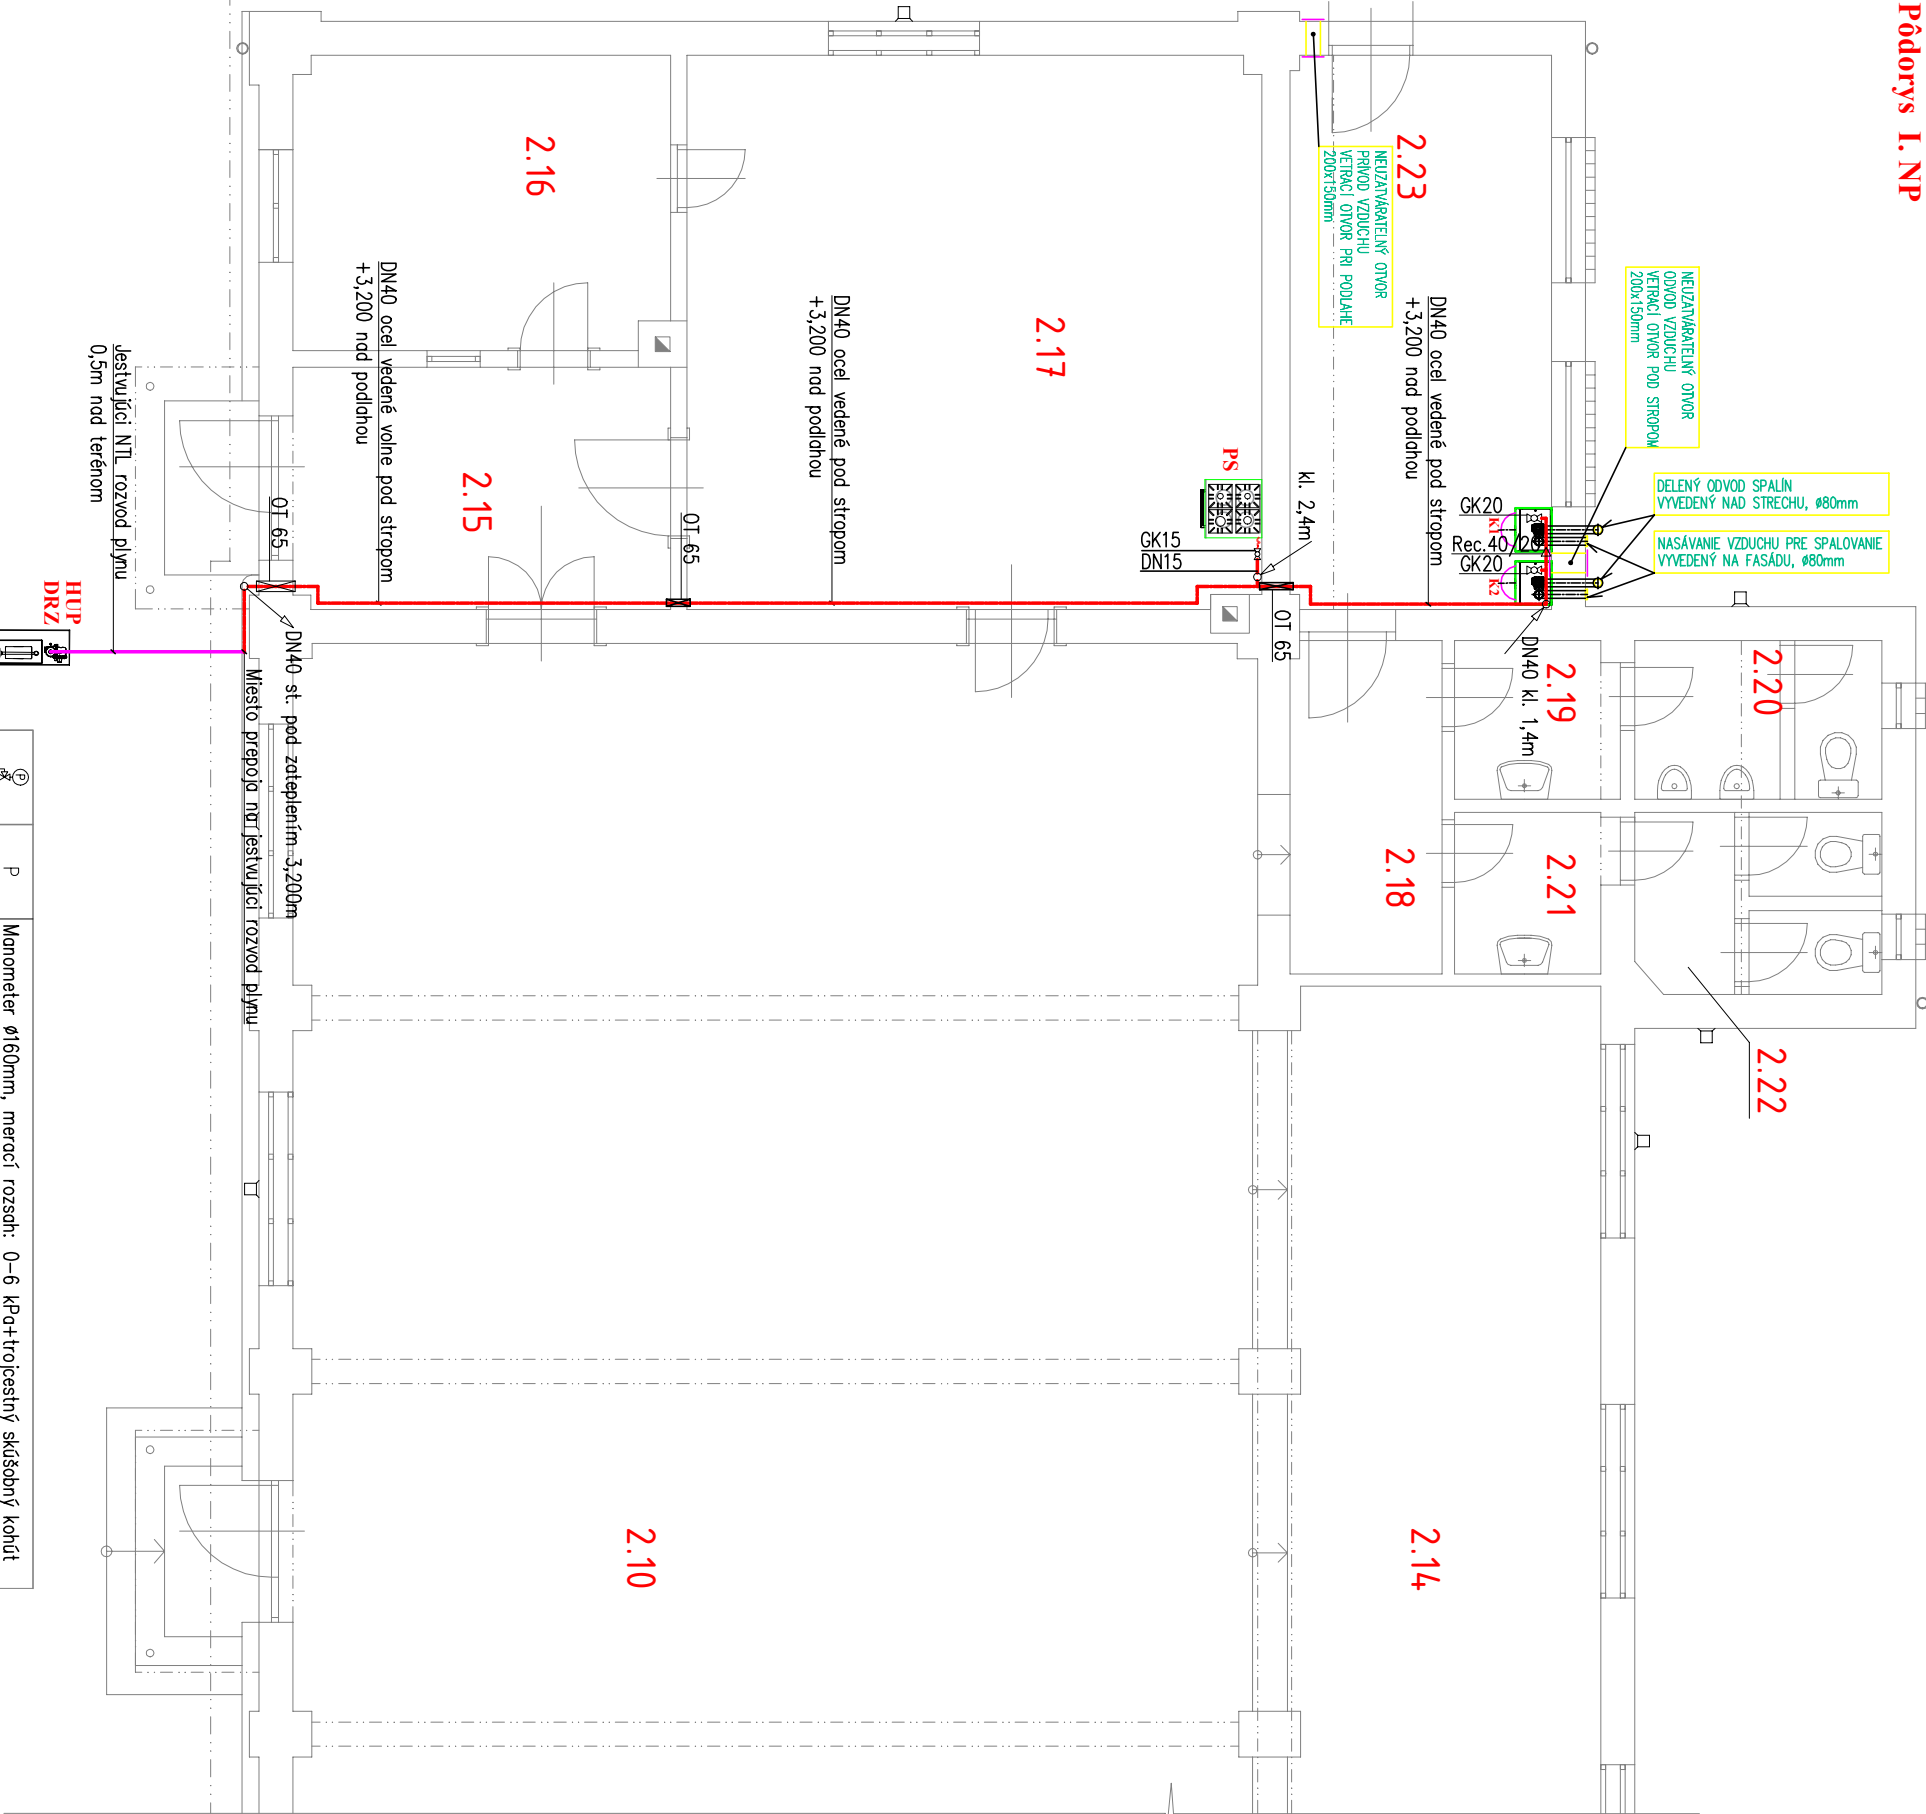 Pôdorys I. NP
NEUZATVÁRATEĽNÝ OTVOR
ODVOD VZDUCHU
VETRACÍ OTVOR POD STROPOM
200x150mm
DELENÝ ODVOD SPALÍN
VYVEDENÝ NAD STRECHU, ø80mm
NASÁVANIE VZDUCHU PRE SPALOVANIE
VYVEDENÝ NA FASÁDU, ø80mm
2.23
NEUZATVÁRATEĽNÝ OTVOR
PRÍVOD VZDUCHU
VETRACÍ OTVOR PRI PODLAHE
200x150mm
DN40 ocel vedené pod stropom
+3,200 nad podlahou
GK20
K1
Rec.40/20
GK20
K2
DN40 kl. 1,4m
2.20
2.19
2.21
2.18
2.22
kl. 2,4m
PS
GK15
DN15
OT 65
2.17
DN40 ocel vedené pod stropom
+3,200 nad podlahou
OT 65
2.16
2.15
DN40 ocel vedené volne pod stropom
+3,200 nad podlahou
OT 65
DN40 st. pod zateplením 3,200m
Miesto prepoja na jestvujúci rozvod plynu
Jestvujúci NTL rozvod plynu
0,5m nad terénom
HUP
DRZ
2.14
2.10
P
P
Manometer ø160mm, merací rozsah: 0-6 kPa+trojcestný skúšobný kohút